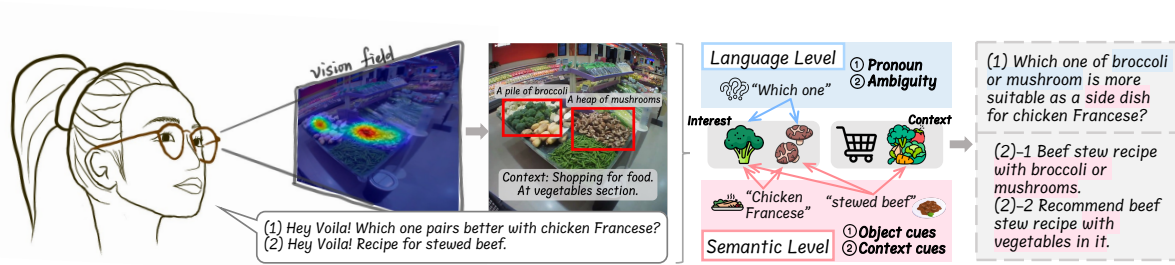 vision field
A pile of broccoli
A heap of mushrooms
Context: Shopping for food.
At vegetables section.
(1) Hey Voila! Which one pairs better with chicken Francese?
(2) Hey Voila! Recipe for stewed beef.
Language Level
① Pronoun
② Ambiguity
“Which one”
Interest
Context
“Chicken
Francese”
“stewed beef”
Semantic Level
① Object cues
② Context cues
(1) Which one of broccoli
or mushroom is more
suitable as a side dish
for chicken Francese?
(2)-1 Beef stew recipe
with broccoli or
mushrooms.
(2)-2 Recommend beef
stew recipe with
vegetables in it.